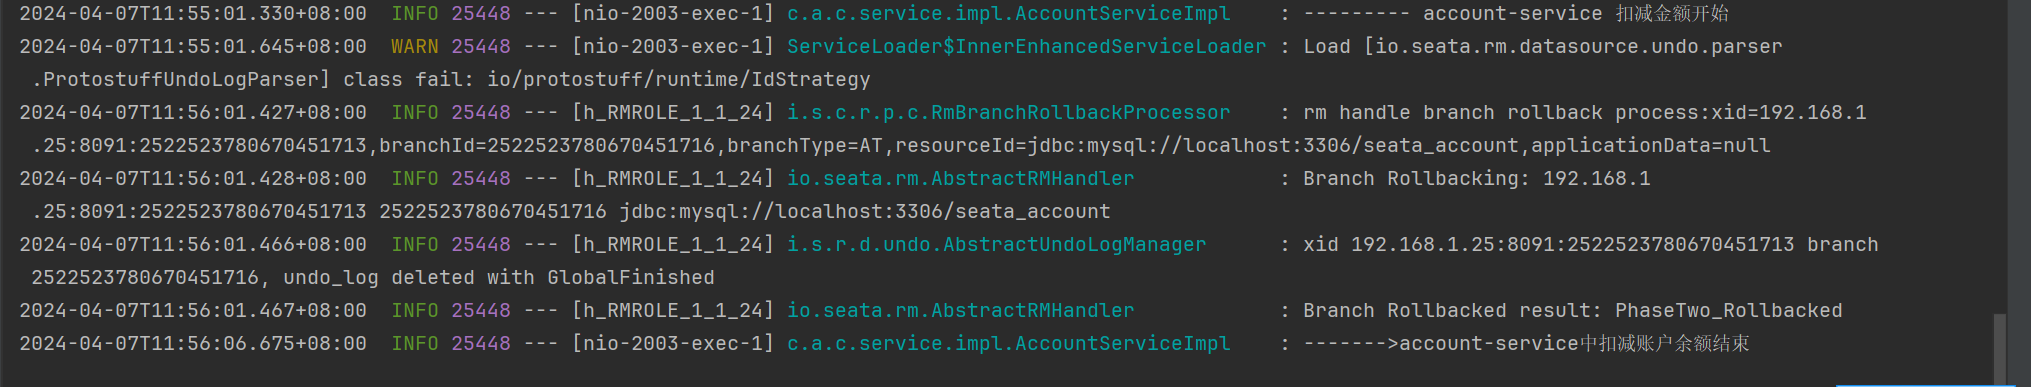 2024-04-07T11:55:01.330+08:00  INFO 25448 --- [nio-2003-exec-1] c.a.c.service.impl.AccountServiceImpl    : --------- account-service 扣减金额开始
2024-04-07T11:55:01.645+08:00  WARN 25448 --- [nio-2003-exec-1] ServiceLoader$InnerEnhancedServiceLoader : Load [io.seata.rm.datasource.undo.parser
.ProtostuffUndoLogParser] class fail: io/protostuff/runtime/IdStrategy
2024-04-07T11:56:01.427+08:00  INFO 25448 --- [h_RMROLE_1_1_24] i.s.c.r.p.c.RmBranchRollbackProcessor    : rm handle branch rollback process:xid=192.168.1
.25:8091:2522523780670451713,branchId=2522523780670451716,branchType=AT,resourceId=jdbc:mysql://localhost:3306/seata_account,applicationData=null
2024-04-07T11:56:01.428+08:00  INFO 25448 --- [h_RMROLE_1_1_24] io.seata.rm.AbstractRMHandler            : Branch Rollbacking: 192.168.1
.25:8091:2522523780670451713 2522523780670451716 jdbc:mysql://localhost:3306/seata_account
2024-04-07T11:56:01.466+08:00  INFO 25448 --- [h_RMROLE_1_1_24] i.s.r.d.undo.AbstractUndoLogManager      : xid 192.168.1.25:8091:2522523780670451713 branch
2522523780670451716, undo_log deleted with GlobalFinished
2024-04-07T11:56:01.467+08:00  INFO 25448 --- [h_RMROLE_1_1_24] io.seata.rm.AbstractRMHandler            : Branch Rollbacked result: PhaseTwo_Rollbacked
2024-04-07T11:56:06.675+08:00  INFO 25448 --- [nio-2003-exec-1] c.a.c.service.impl.AccountServiceImpl    : ------->account-service中扣减账户余额结束